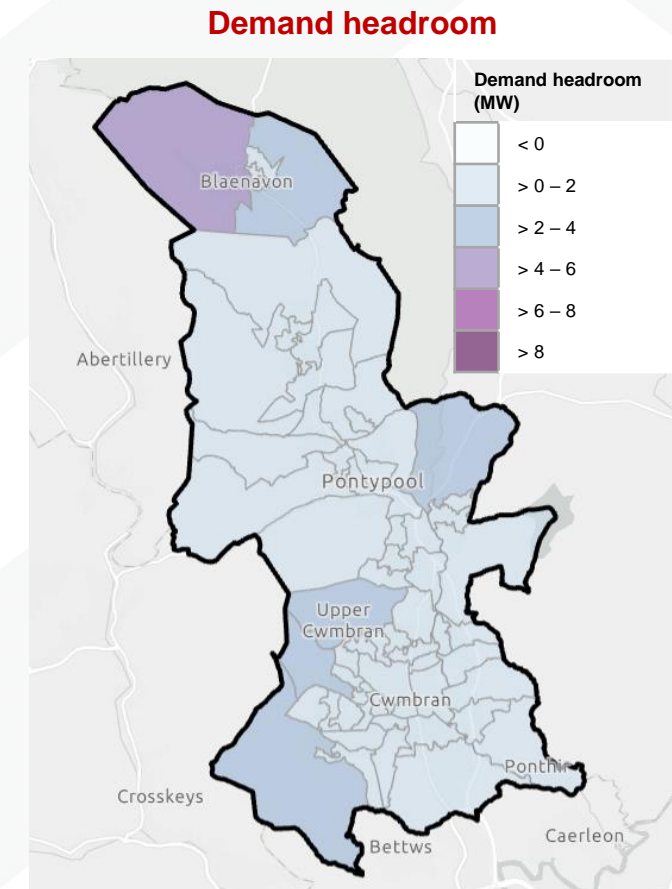 Demand headroom
Demand headroom
(MW)
< 0
> 0 – 2
> 2 – 4
> 4 – 6
> 6 – 8
> 8
Blaenavon
Abertillery
Pontypool
Upper
Cwmbran
Cwmbran
Ponthir
Crosskeys
Caerleon
Bettws